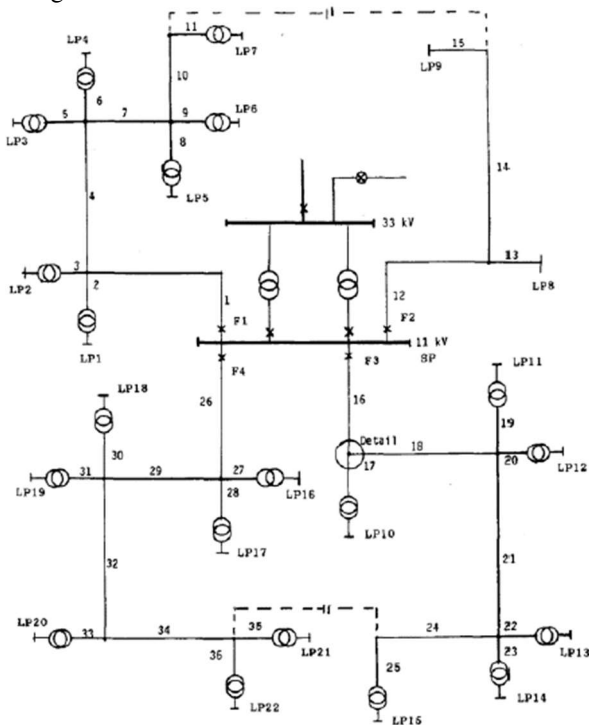 11
LP7
15
LP9
LP4
10
6
5
7
9
LP6
LP3
8
14
LP5
4
33 kV
13
LP8
3
LP2
2
12
1
F1
F2
LP1
11 kV
SP
F4
F3
LP11
LP18
26
16
19
Detail
18
30
17
20
LP12
31
29
27
LP19
28
LP16
LP10
LP17
32
21
LP20
35
24
22
33
34
LP21
LP13
36
23
25
LP14
LP22
LP15